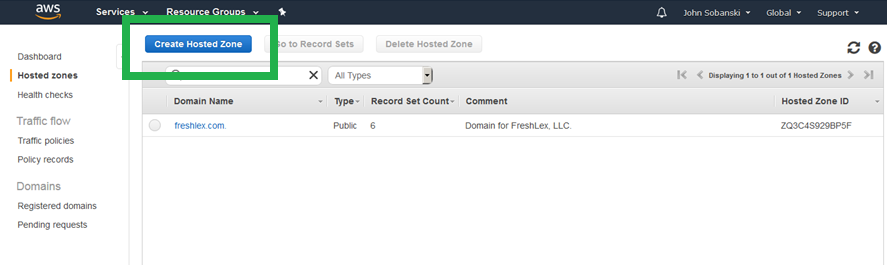 aws
Services Resource Groups John Sobanski Global Support
Create Hosted Zone Go to Record Sets Delete Hosted Zone
Dashboard
Hosted zones
Health checks
Traffic flow
Traffic policies
Policy records
Domains
Registered domains
Pending requests
All Types Displaying 1 to 1 out of 1 Hosted Zones
Domain Name Type Record Set Count Comment Hosted Zone ID
freshlex.com. Public 6 Domain for FreshLex, LLC. ZQ3C4S929BP5F